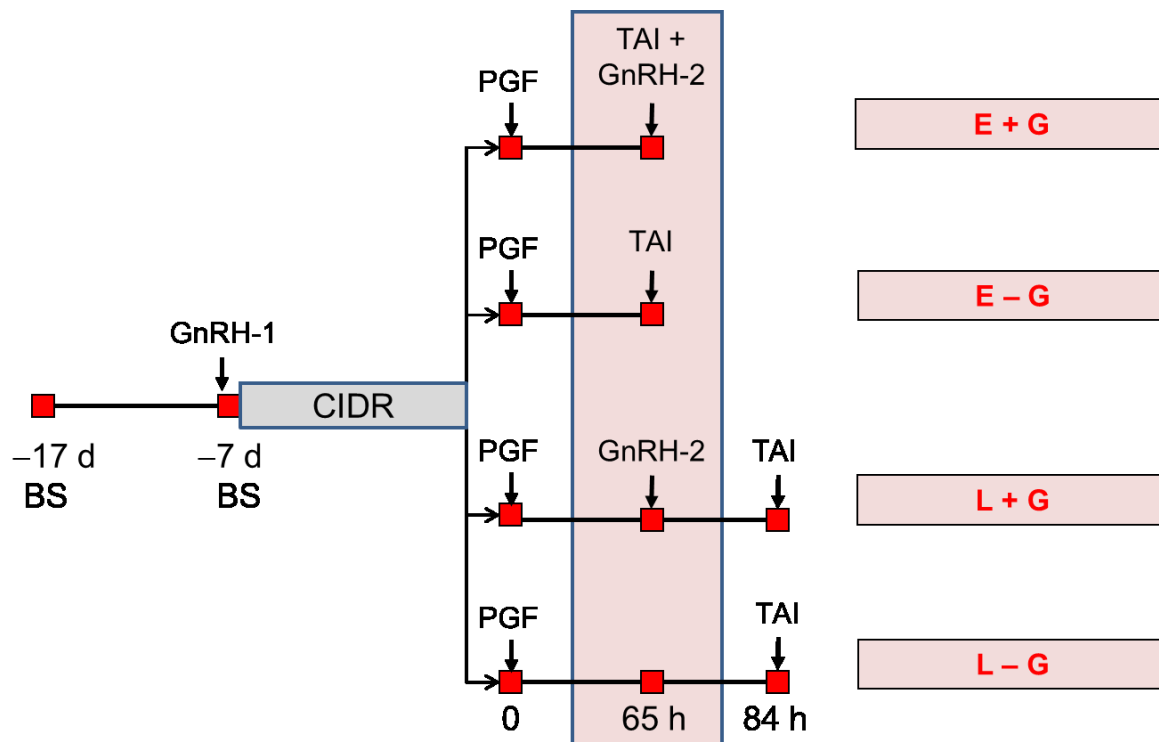 TAI +
GnRH-2
PGF
E + G
PGF
TAI
E – G
GnRH-1
CIDR
–17 d
BS
–7 d
BS
PGF
GnRH-2
TAI
L + G
PGF
TAI
L – G
0
65 h
84 h